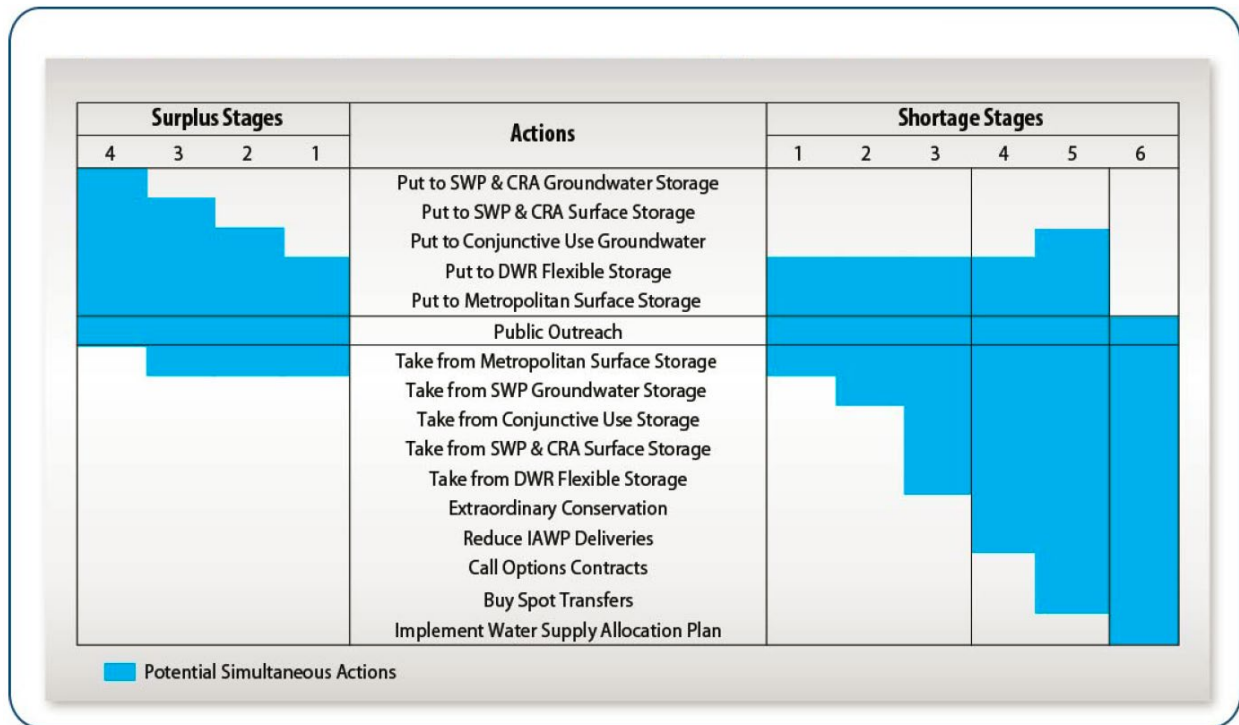 Surplus Stages
Actions
Shortage Stages
4 3 2 1
1 2 3 4 5 6
Put to SWP & CRA Groundwater Storage
Put to SWP & CRA Surface Storage
Put to Conjunctive Use Groundwater
Put to DWR Flexible Storage
Put to Metropolitan Surface Storage
Public Outreach
Take from Metropolitan Surface Storage
Take from SWP Groundwater Storage
Take from Conjunctive Use Storage
Take from SWP & CRA Surface Storage
Take from DWR Flexible Storage
Extraordinary Conservation
Reduce IAWP Deliveries
Call Options Contracts
Buy Spot Transfers
Implement Water Supply Allocation Plan
Potential Simultaneous Actions